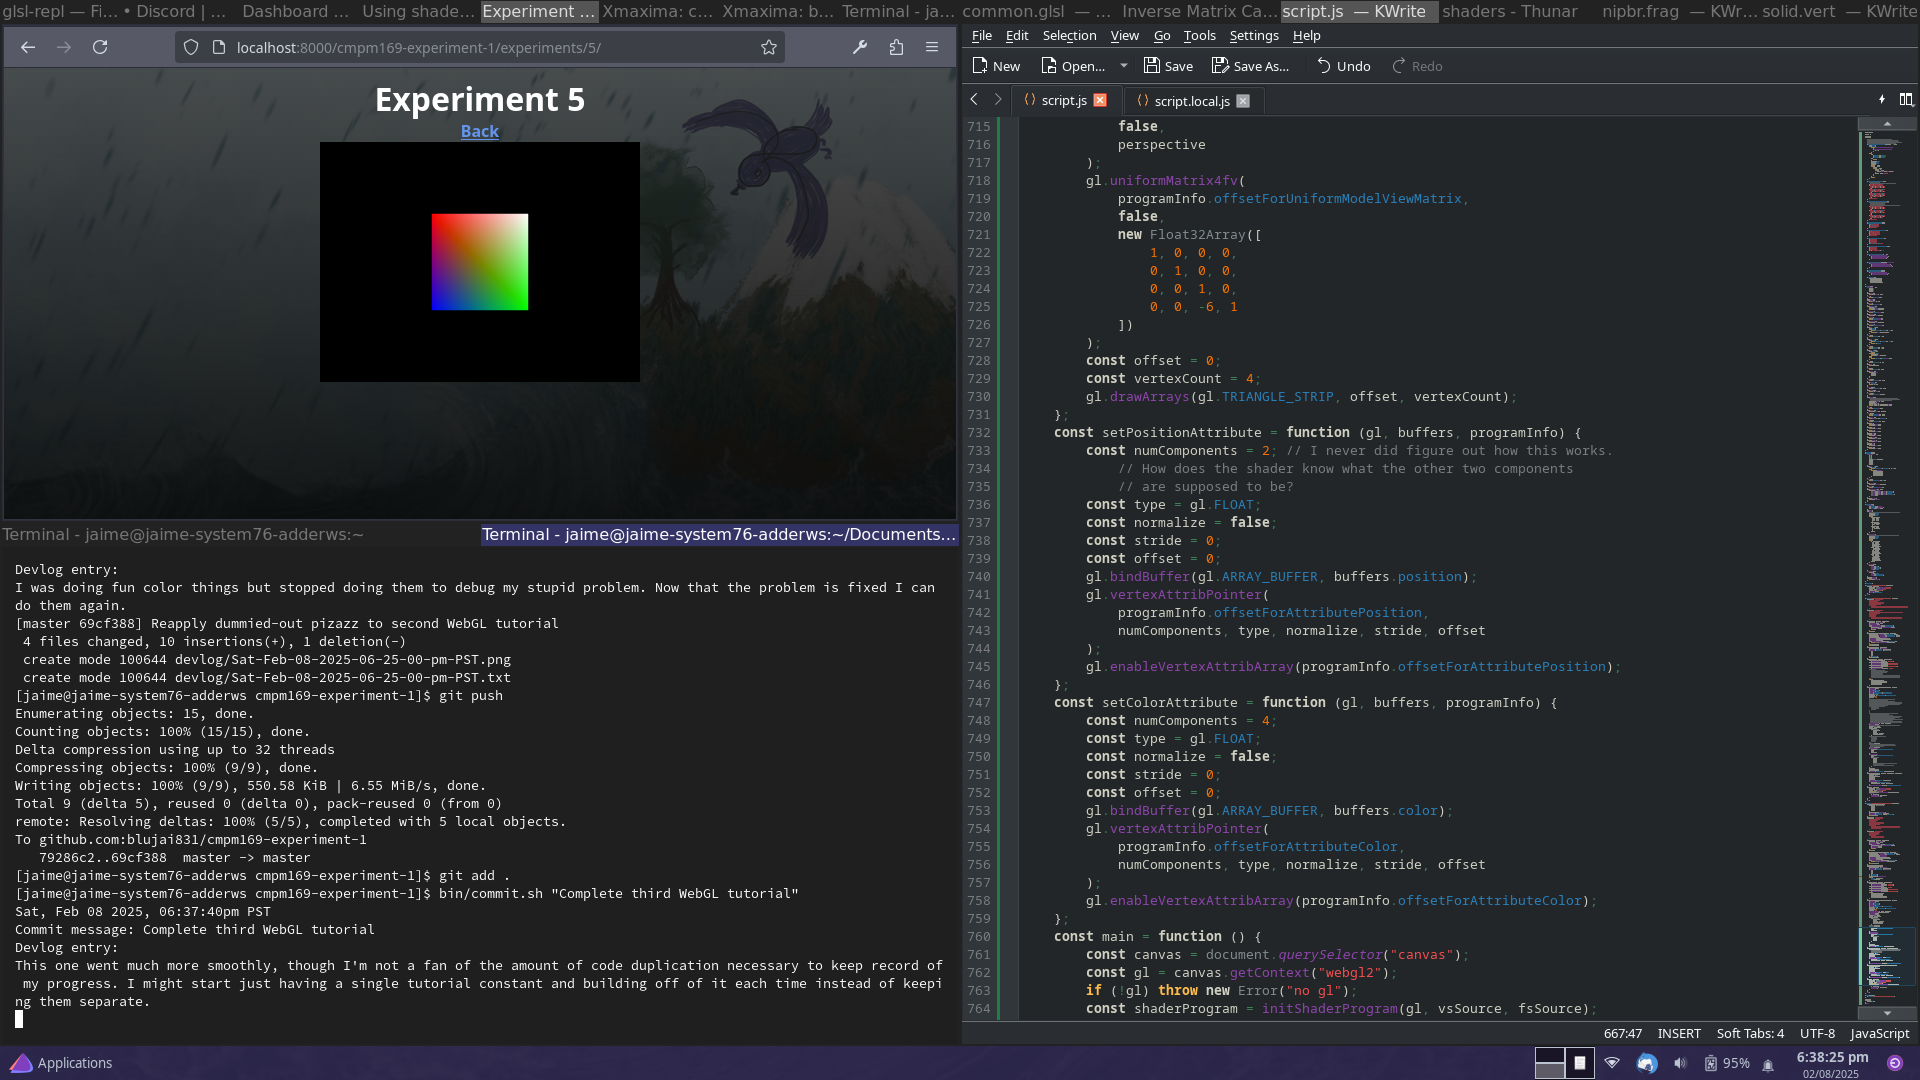 glsl-repl — Fi... • Discord | ... Dashboard ... Using shade... Experiment ... Xmaxima: c... Xmaxima: b... Terminal - ja... common.glsl — ... Inverse Matrix Ca... script.js — KWrite shaders - Thunar nipbr.frag — KWr... solid.vert — KWrite
localhost:8000/cmpm169-experiment-1/experiments/5/
Experiment 5
Back
Terminal - jaime@jaime-system76-adderws:~
Terminal - jaime@jaime-system76-adderws:~/Documents...
Devlog entry:
I was doing fun color things but stopped doing them to debug my stupid problem. Now that the problem is fixed I can
do them again.
[master 69cf388] Reapply dummied-out pizazz to second WebGL tutorial
4 files changed, 10 insertions(+), 1 deletion(-)
create mode 100644 devlog/Sat-Feb-08-2025-06-25-00-pm-PST.png
create mode 100644 devlog/Sat-Feb-08-2025-06-25-00-pm-PST.txt
[jaime@jaime-system76-adderws cmpm169-experiment-1]$ git push
Enumerating objects: 15, done.
Counting objects: 100% (15/15), done.
Delta compression using up to 32 threads
Compressing objects: 100% (9/9), done.
Writing objects: 100% (9/9), 550.58 KiB | 6.55 MiB/s, done.
Total 9 (delta 5), reused 0 (delta 0), pack-reused 0 (from 0)
remote: Resolving deltas: 100% (5/5), completed with 5 local objects.
To github.com:blujai831/cmpm169-experiment-1
79286c2..69cf388  master -> master
[jaime@jaime-system76-adderws cmpm169-experiment-1]$ git add .
[jaime@jaime-system76-adderws cmpm169-experiment-1]$ bin/commit.sh "Complete third WebGL tutorial"
Sat, Feb 08 2025, 06:37:40pm PST
Commit message: Complete third WebGL tutorial
Devlog entry:
This one went much more smoothly, though I'm not a fan of the amount of code duplication necessary to keep record of
my progress. I might start just having a single tutorial constant and building off of it each time instead of keepi
ng them separate.
File Edit Selection View Go Tools Settings Help
New Open... Save Save As... Undo Redo
script.js script.local.js
715 false,
716 perspective
717 );
718 gl.uniformMatrix4fv(
719 programInfo.offsetForUniformModelViewMatrix,
720 false,
721 new Float32Array([
722 1, 0, 0, 0,
723 0, 1, 0, 0,
724 0, 0, 1, 0,
725 0, 0, -6, 1
726 ])
727 );
728 const offset = 0;
729 const vertexCount = 4;
730 gl.drawArrays(gl.TRIANGLE_STRIP, offset, vertexCount);
731 };
732 const setPositionAttribute = function (gl, buffers, programInfo) {
733 const numComponents = 2; // I never did figure out how this works.
734 // How does the shader know what the other two components
735 // are supposed to be?
736 const type = gl.FLOAT;
737 const normalize = false;
738 const stride = 0;
739 const offset = 0;
740 gl.bindBuffer(gl.ARRAY_BUFFER, buffers.position);
741 gl.vertexAttribPointer(
742 programInfo.offsetForAttributePosition,
743 numComponents, type, normalize, stride, offset
744 );
745 gl.enableVertexAttribArray(programInfo.offsetForAttributePosition);
746 };
747 const setColorAttribute = function (gl, buffers, programInfo) {
748 const numComponents = 4;
749 const type = gl.FLOAT;
750 const normalize = false;
751 const stride = 0;
752 const offset = 0;
753 gl.bindBuffer(gl.ARRAY_BUFFER, buffers.color);
754 gl.vertexAttribPointer(
755 programInfo.offsetForAttributeColor,
756 numComponents, type, normalize, stride, offset
757 );
758 gl.enableVertexAttribArray(programInfo.offsetForAttributeColor);
759 };
760 const main = function () {
761 const canvas = document.querySelector("canvas");
762 const gl = canvas.getContext("webgl2");
763 if (!gl) throw new Error("no gl");
764 const shaderProgram = initShaderProgram(gl, vsSource, fsSource);
667:47 INSERT Soft Tabs: 4 UTF-8 JavaScript
Applications
95%
6:38:25 pm
02/08/2025